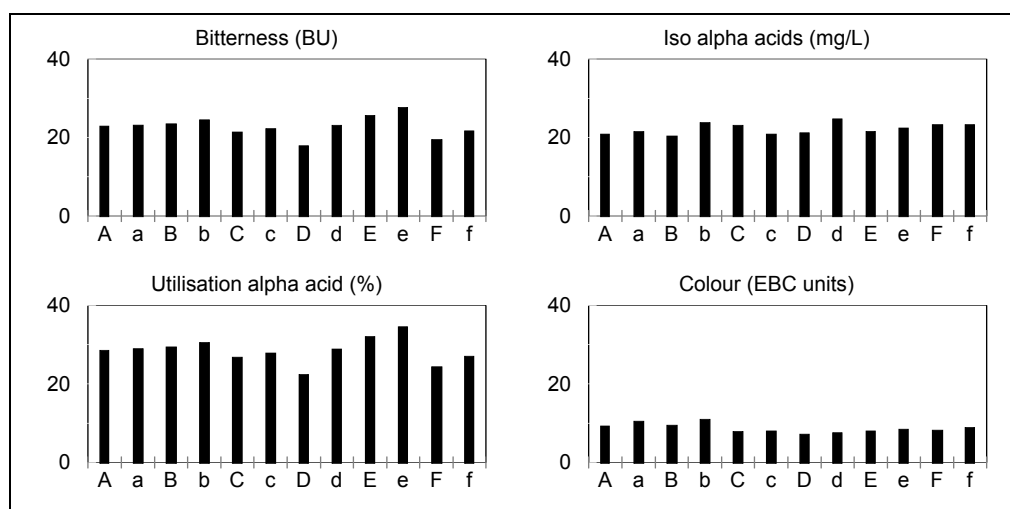 Bitterness (BU)
40
20
0
A a B b C c D d E e F f
Iso alpha acids (mg/L)
40
20
0
A a B b C c D d E e F f
Utilisation alpha acid (%)
40
20
0
A a B b C c D d E e F f
Colour (EBC units)
40
20
0
A a B b C c D d E e F f